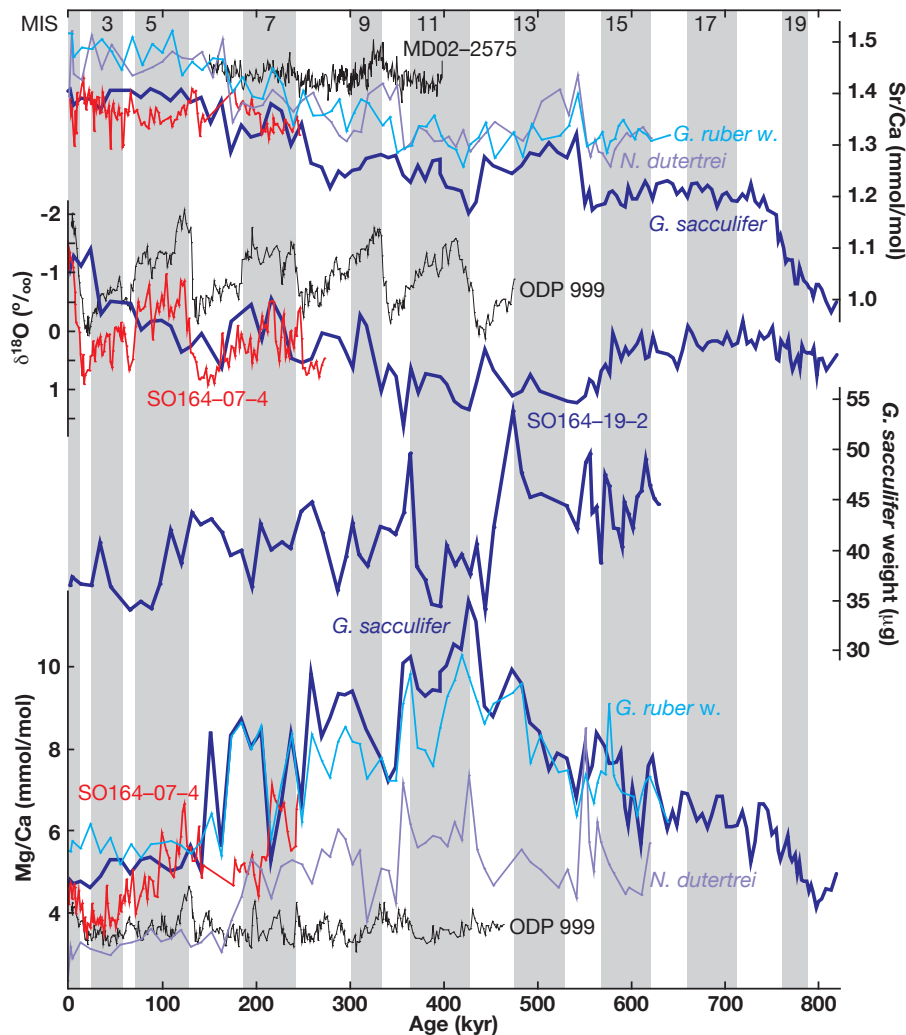 MIS 3 5 7 9 11 13 15 17 19
MD02–2575
1.5
1.4
1.3
1.2
1.1
1.0
Sr/Ca (mmol/mol)
G. ruber w.
N. dutertrei
G. sacculifer
-2
-1
0
1
δ18O (o/oo)
ODP 999
SO164–07–4
SO164–19–2
55
50
45
40
35
30
G. sacculifer weight (μg)
G. sacculifer
10
8
6
4
Mg/Ca (mmol/mol)
G. ruber w.
SO164–07–4
N. dutertrei
ODP 999
0 100 200 300 400 500 600 700 800
Age (kyr)